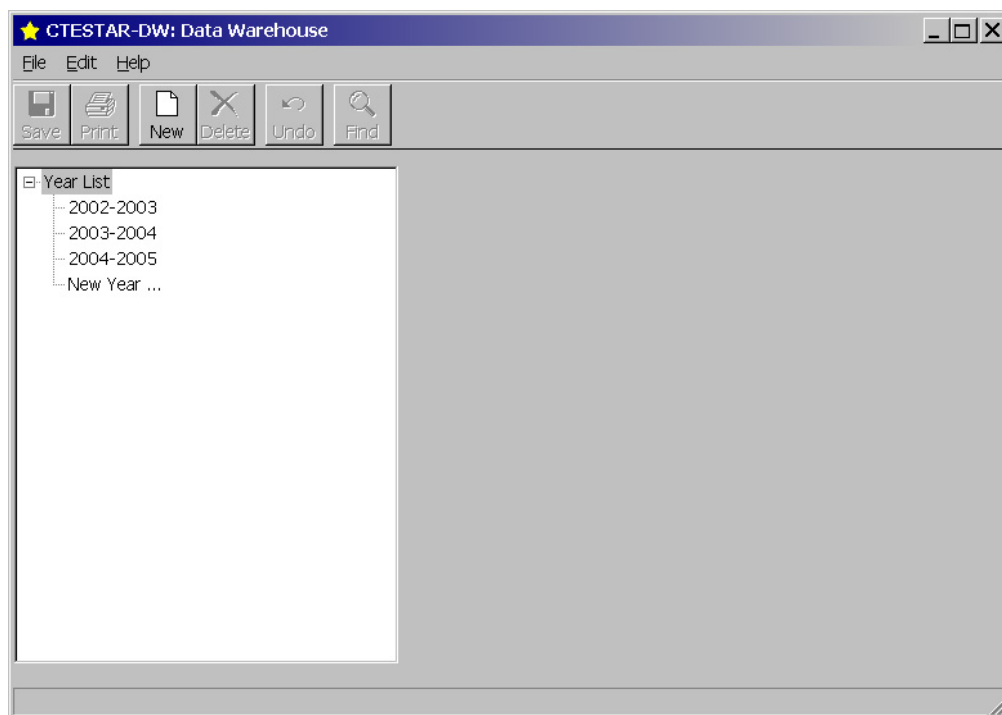 CTESTAR-DW: Data Warehouse
File Edit Help
Save Print New Delete Undo Find
Year List
2002-2003
2003-2004
2004-2005
New Year ...